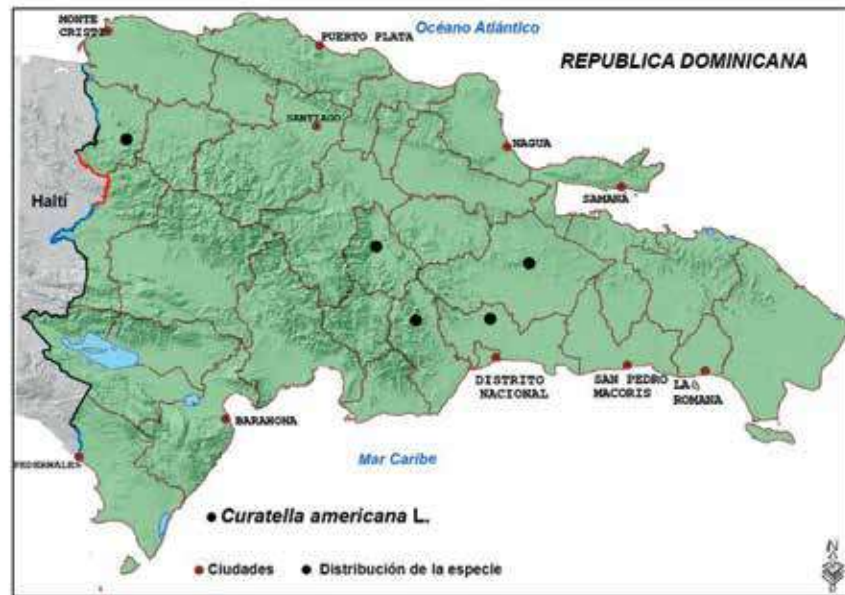 MONTE
CRISTI
PUERTO PLATA
Océano Atlántico
REPUBLICA DOMINICANA
SANTIAGO
NAGUA
Haití
SAMANA
DISTRITO
NACIONAL
SAN PEDRO
MACORIS
LA
ROMANA
BARAHONA
Mar Caribe
PEDERNALES
Curatella americana L.
Ciudades
Distribución de la especie
N